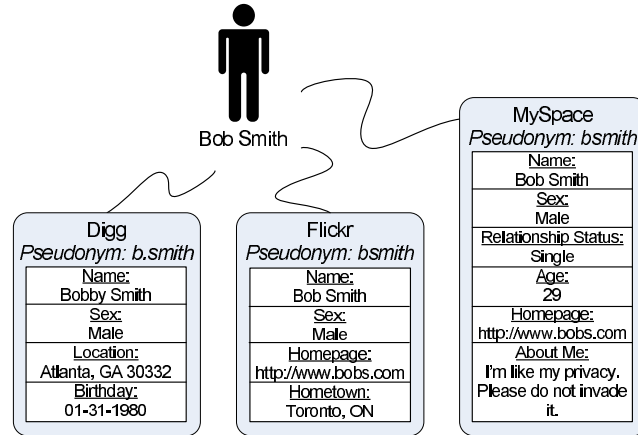 Bob Smith
Digg
Pseudonym: b.smith
Name:
Bobby Smith
Sex:
Male
Location:
Atlanta, GA 30332
Birthday:
01-31-1980
Flickr
Pseudonym: bsmith
Name:
Bob Smith
Sex:
Male
Homepage:
http://www.bobs.com
Hometown:
Toronto, ON
MySpace
Pseudonym: bsmith
Name:
Bob Smith
Sex:
Male
Relationship Status:
Single
Age:
29
Homepage:
http://www.bobs.com
About Me:
I'm like my privacy.
Please do not invade
it.